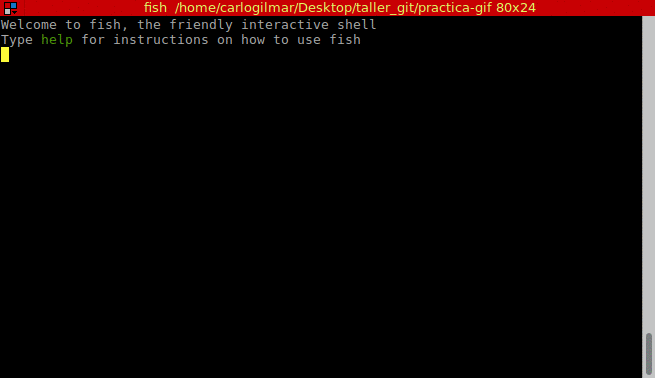 fish /home/carlogilmar/Desktop/taller_git/practica-gif 80x24
Welcome to fish, the friendly interactive shell
Type help for instructions on how to use fish